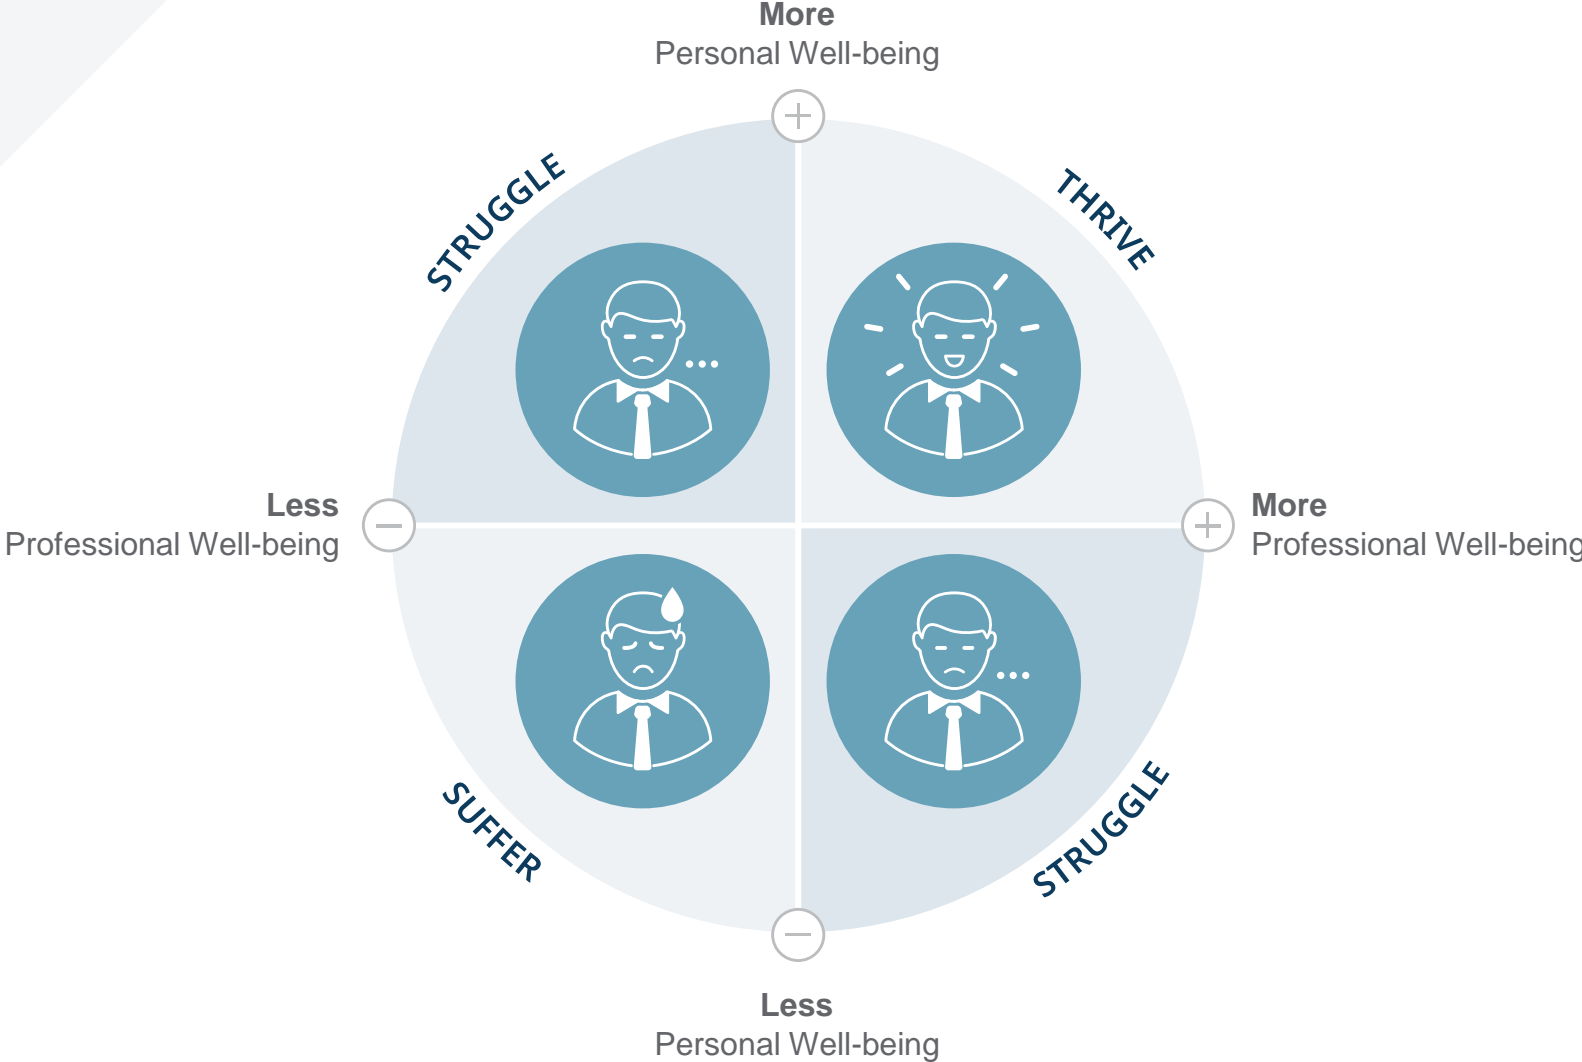 More
Personal Well-being
STRUGGLE
THRIVE
Less
Professional Well-being
More
Professional Well-being
SUFFER
STRUGGLE
Less
Personal Well-being